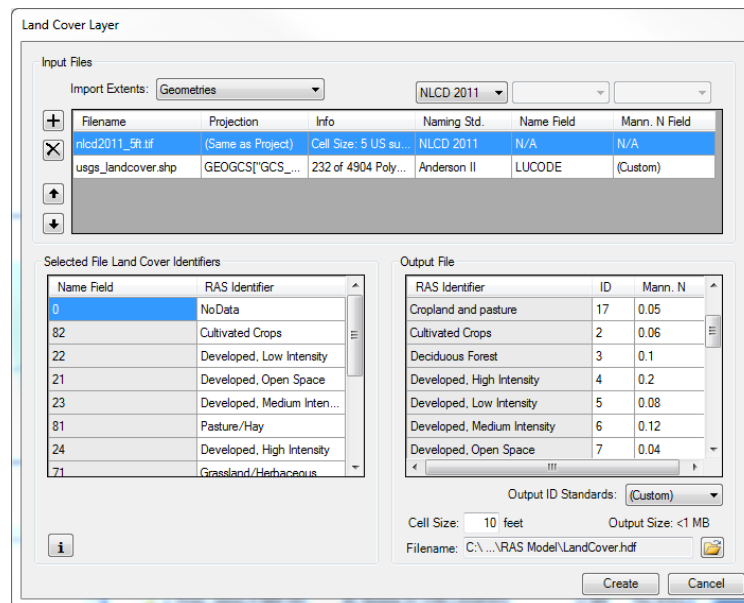 Land Cover Layer
Input Files
Import Extents: Geometries
NLCD 2011
Filename Projection Info Naming Std. Name Field Mann. N Field
nlcd2011_5ft.tif (Same as Project) Cell Size: 5 US su... NLCD 2011 N/A N/A
usgs_landcover.shp GEOGCS["GCS_... 232 of 4904 Poly... Anderson II LUCODE (Custom)
Selected File Land Cover Identifiers
Name Field RAS Identifier
0 NoData
82 Cultivated Crops
22 Developed, Low Intensity
21 Developed, Open Space
23 Developed, Medium Inten...
81 Pasture/Hay
24 Developed, High Intensity
71 Grassland/Herbaceous
Output File
RAS Identifier ID Mann. N
Cropland and pasture 17 0.05
Cultivated Crops 2 0.06
Deciduous Forest 3 0.1
Developed, High Intensity 4 0.2
Developed, Low Intensity 5 0.08
Developed, Medium Intensity 6 0.12
Developed, Open Space 7 0.04
Output ID Standards: (Custom)
Cell Size: 10 feet Output Size: <1 MB
Filename: C:\ ...\RAS Model\LandCover.hdf
Create Cancel